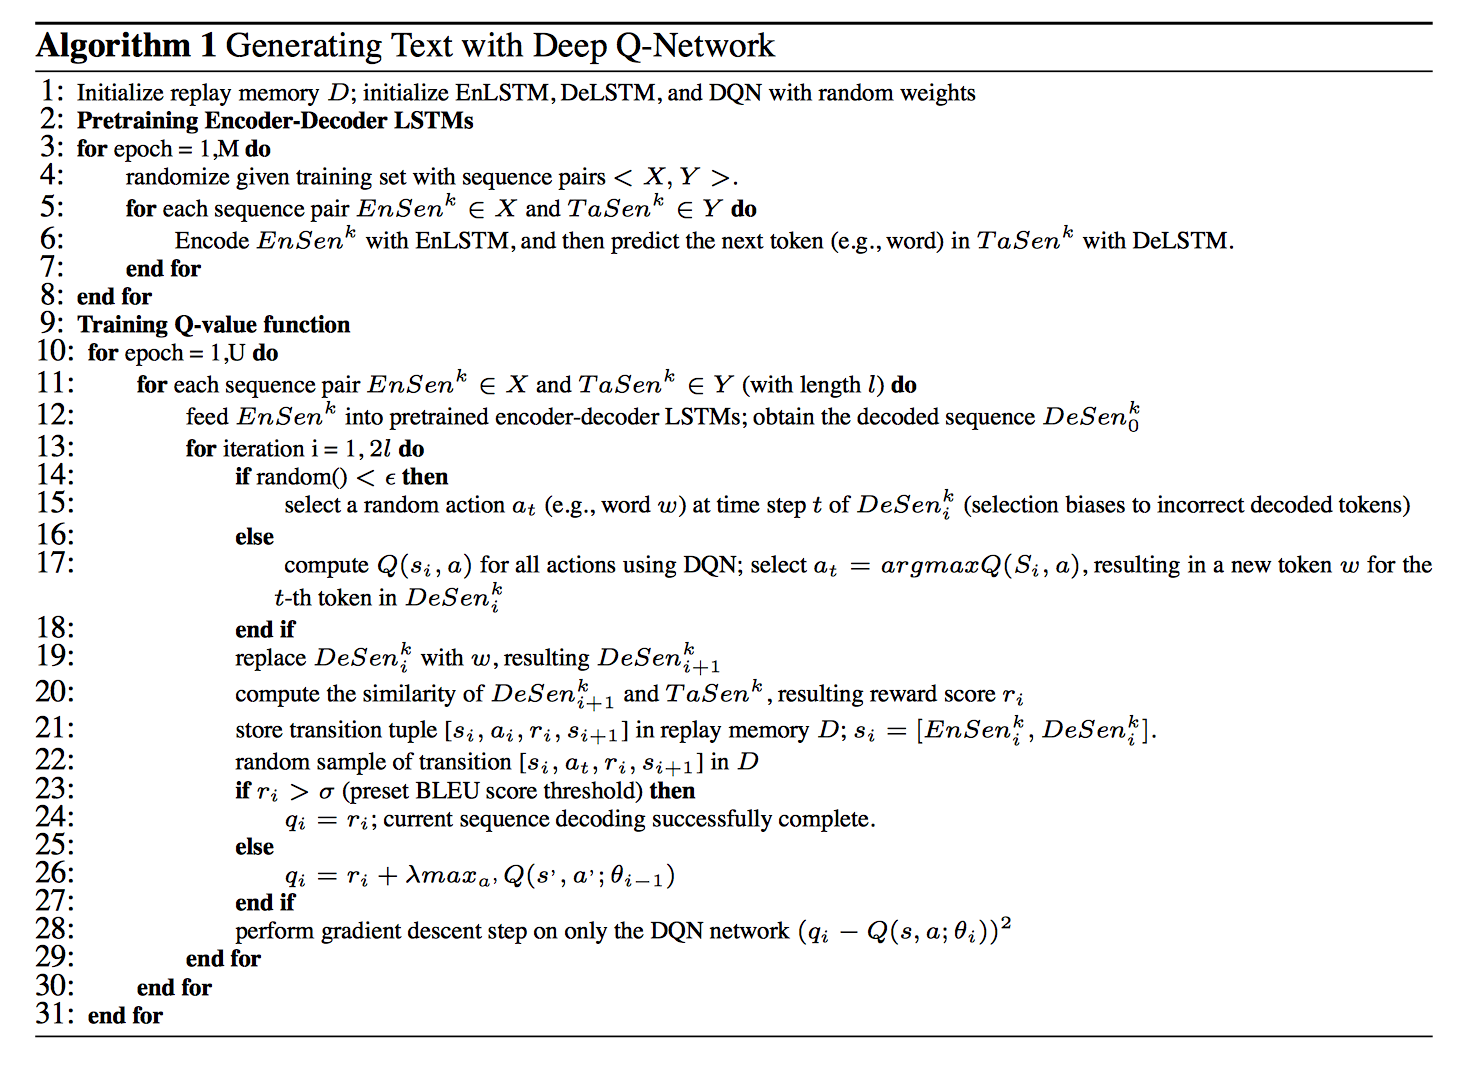 Algorithm 1 Generating Text with Deep Q-Network
1: Initialize replay memory D; initialize EnLSTM, DeLSTM, and DQN with random weights
2: Pretraining Encoder-Decoder LSTMs
3: for epoch = 1,M do
4: randomize given training set with sequence pairs < X, Y >.
5: for each sequence pair EnSen^k ∈ X and TaSen^k ∈ Y do
6: Encode EnSen^k with EnLSTM, and then predict the next token (e.g., word) in TaSen^k with DeLSTM.
7: end for
8: end for
9: Training Q-value function
10: for epoch = 1,U do
11: for each sequence pair EnSen^k ∈ X and TaSen^k ∈ Y (with length l) do
12: feed EnSen^k into pretrained encoder-decoder LSTMs; obtain the decoded sequence DeSen_0^k
13: for iteration i = 1, 2l do
14: if random() < ϵ then
15: select a random action a_t (e.g., word w) at time step t of DeSen_i^k (selection biases to incorrect decoded tokens)
16: else
17: compute Q(s_i, a) for all actions using DQN; select a_t = argmaxQ(S_i, a), resulting in a new token w for the
t-th token in DeSen_i^k
18: end if
19: replace DeSen_i^k with w, resulting DeSen_{i+1}^k
20: compute the similarity of DeSen_{i+1}^k and TaSen^k, resulting reward score r_i
21: store transition tuple [s_i, a_i, r_i, s_{i+1}] in replay memory D; s_i = [EnSen_i^k, DeSen_i^k].
22: random sample of transition [s_i, a_t, r_i, s_{i+1}] in D
23: if r_i > σ (preset BLEU score threshold) then
24: q_i = r_i; current sequence decoding successfully complete.
25: else
26: q_i = r_i + λmax_{a'} Q(s', a'; θ_{i−1})
27: end if
28: perform gradient descent step on only the DQN network (q_i − Q(s, a; θ_i))^2
29: end for
30: end for
31: end for